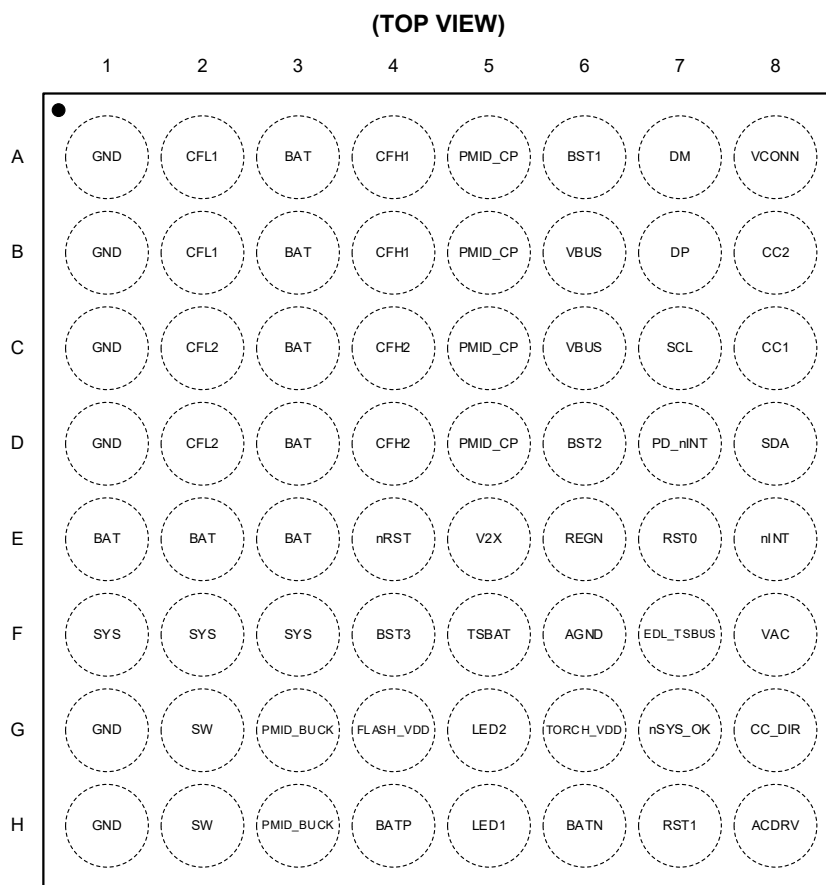 (TOP VIEW)
1 2 3 4 5 6 7 8
A GND CFL1 BAT CFH1 PMID_CP BST1 DM VCONN
B GND CFL1 BAT CFH1 PMID_CP VBUS DP CC2
C GND CFL2 BAT CFH2 PMID_CP VBUS SCL CC1
D GND CFL2 BAT CFH2 PMID_CP BST2 PD_nINT SDA
E BAT BAT BAT nRST V2X REGN RST0 nINT
F SYS SYS SYS BST3 TSBAT AGND EDL_TSBUS VAC
G GND SW PMID_BUCK FLASH_VDD LED2 TORCH_VDD nSYS_OK CC_DIR
H GND SW PMID_BUCK BATP LED1 BATN RST1 ACDRV